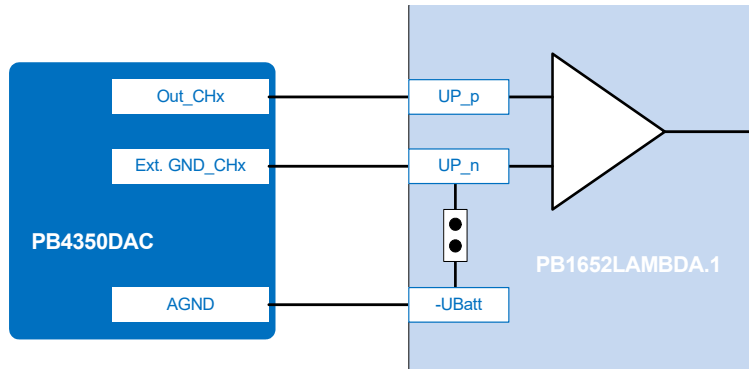 Out_CHx
UP_p
Ext. GND_CHx
UP_n
PB4350DAC
PB1652LAMBDA.1
AGND
-UBatt